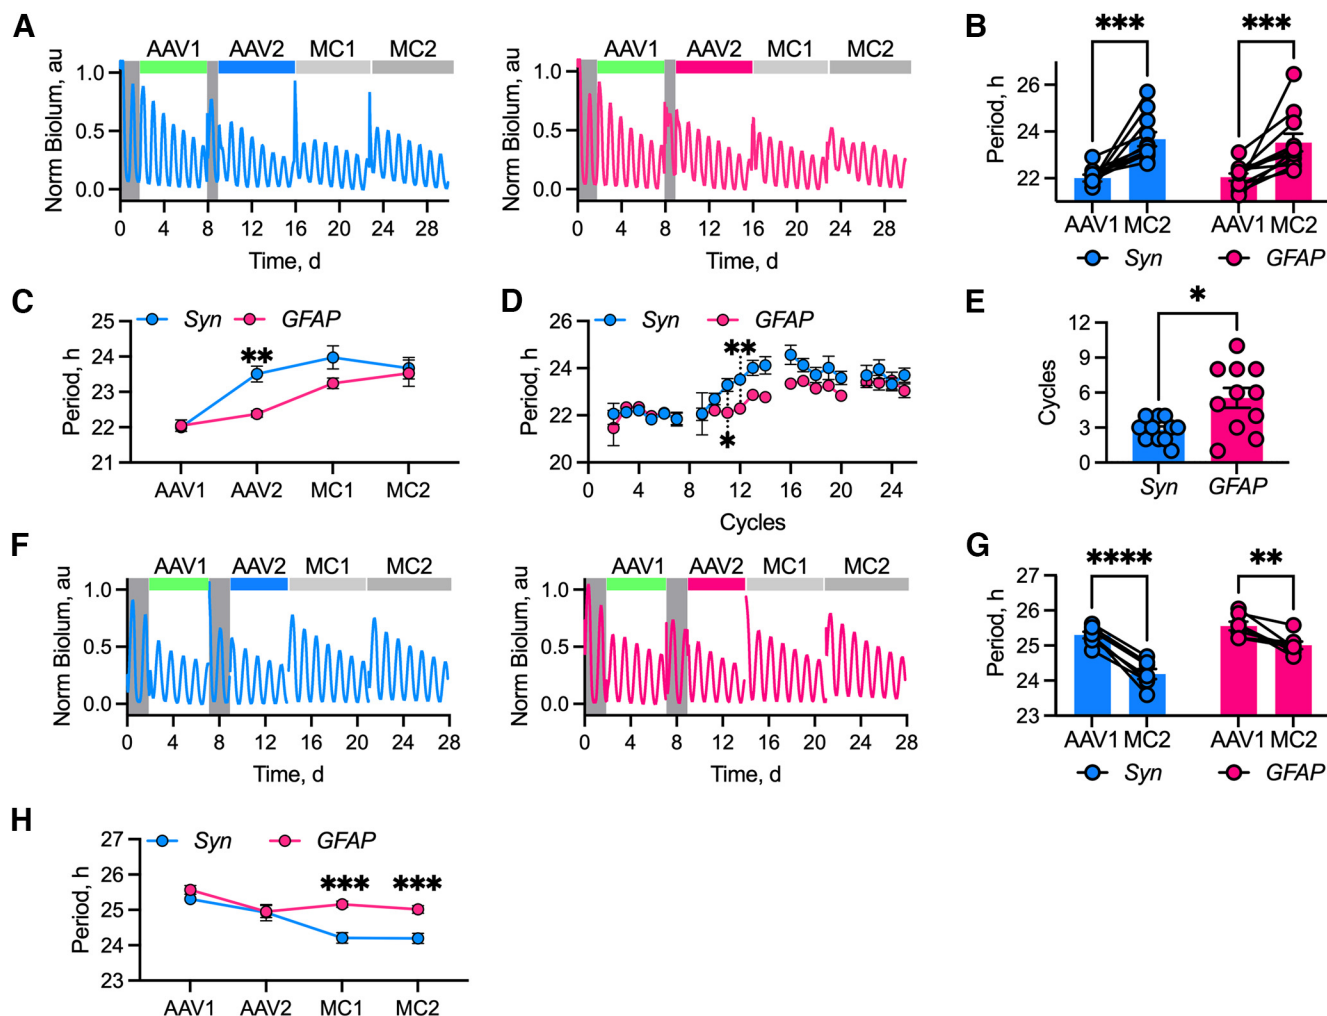 A
AAV1 AAV2 MC1 MC2
Norm Biolum, au
1.0
0.5
0.0
0 4 8 12 16 20 24 28
Time, d
AAV1 AAV2 MC1 MC2
Norm Biolum, au
1.0
0.5
0.0
0 4 8 12 16 20 24 28
Time, d
B
*** ***
Period, h
26
24
22
AAV1 MC2 AAV1 MC2
Syn GFAP
C
Syn GFAP
Period, h
25
24
23
22
21
**
AAV1 AAV2 MC1 MC2
D
Syn GFAP
Period, h
26
24
22
20
**
*
0 4 8 12 16 20 24
Cycles
E
*
Cycles
12
9
6
3
0
Syn GFAP
F
AAV1 AAV2 MC1 MC2
Norm Biolum, au
1.0
0.5
0.0
0 4 8 12 16 20 24 28
Time, d
AAV1 AAV2 MC1 MC2
Norm Biolum, au
1.0
0.5
0.0
0 4 8 12 16 20 24 28
Time, d
G
**** **
Period, h
27
26
25
24
23
AAV1 MC2 AAV1 MC2
Syn GFAP
H
Syn GFAP
Period, h
27
26
25
24
23
*** ***
AAV1 AAV2 MC1 MC2